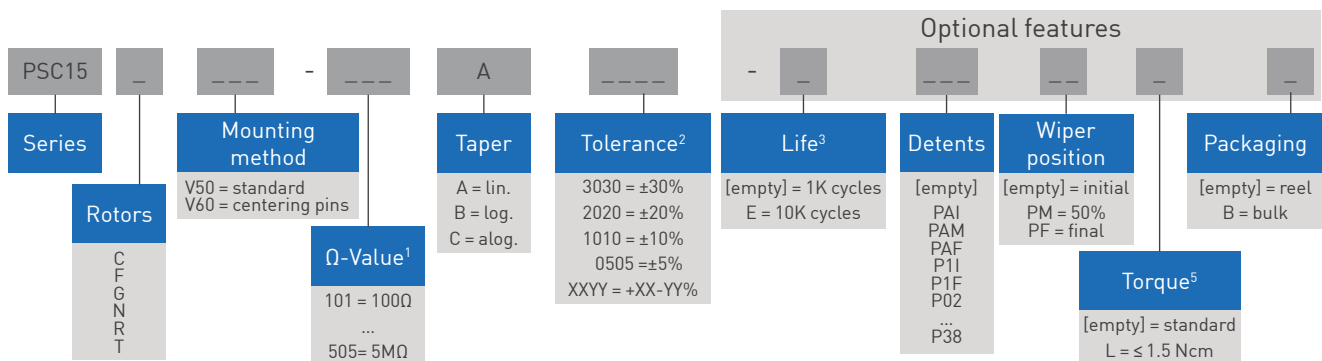 Optional features
PSC15 _ _ _ _ - _ _ _ A _ _ _ _ - _ _ _ _ _ _ _ _
Series
Rotors
C
F
G
N
R
T
Mounting
method
V50 = standard
V60 = centering pins
Ω-Value1
101 = 100Ω
...
505= 5MΩ
Taper
A = lin.
B = log.
C = alog.
Tolerance2
3030 = ±30%
2020 = ±20%
1010 = ±10%
0505 =±5%
XXYY = +XX-YY%
Life3
[empty] = 1K cycles
E = 10K cycles
Detents
[empty]
PAI
PAM
PAF
P1I
P1F
P02
...
P38
Wiper
position
[empty] = initial
PM = 50%
PF = final
Torque5
[empty] = standard
L = ≤ 1.5 Ncm
Packaging
[empty] = reel
B = bulk